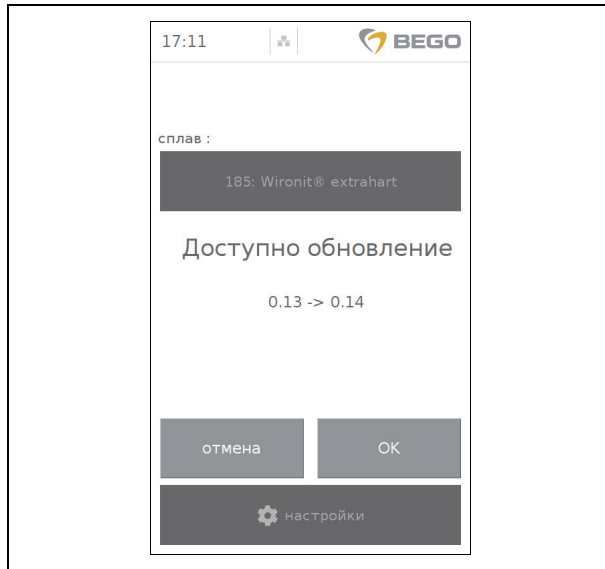 17:11 BEGO
сплав :
185: Wironit® extrahart
Доступно обновление
0.13 -> 0.14
отмена OK
настройки